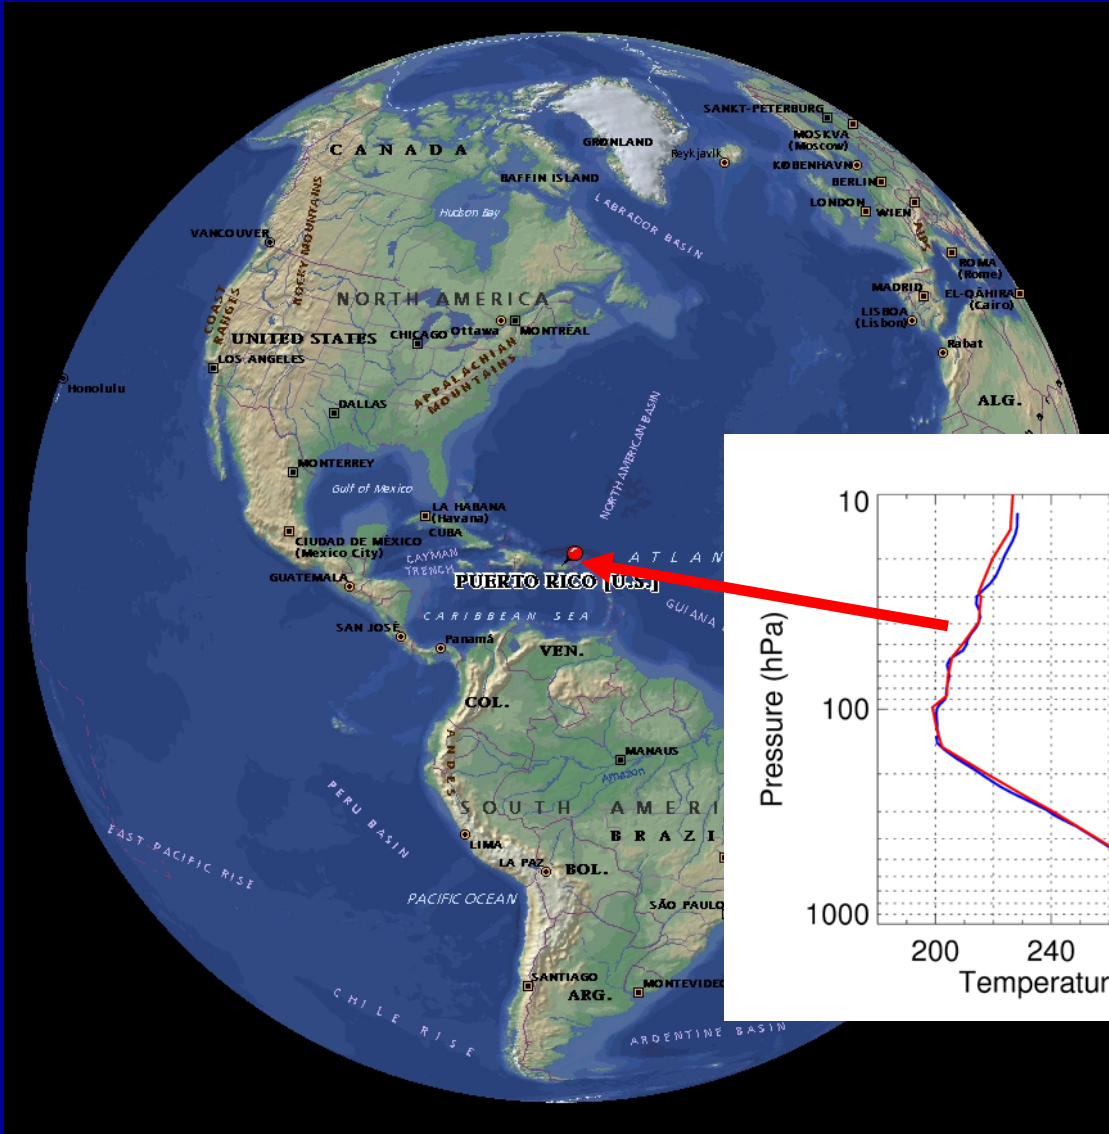 SANKT-PETERBURG
MOSKVA
(Moscow)
GRØNLAND
CANADA
Reykjavík
KØBENHAVN
BAFFIN ISLAND
BERLIN
LONDON
WIEN
LABRADOR BASIN
Hudson Bay
ROCKY MOUNTAINS
ALPS
VANCOUVER
ROMA
(Rome)
MADRID
EL-QÂHIRA
(Cairo)
COAST
RANGES
NORTH AMERICA
LISBOA
(Lisbon)
UNITED STATES
CHICAGO
Ottawa
MONTRÉAL
Rabat
LOS ANGELES
APPALACHIAN
MOUNTAINS
Honolulu
DALLAS
ALG.
NORTH AMERICAN BASIN
MONTERREY
Gulf of Mexico
LA HABANA
(Havana)
CUBA
CIUDAD DE MÉXICO
(Mexico City)
CAYMAN
TRENCH
ATLAN
GUATEMALA
PUERTO RICO [U.S.]
GUIANA
CARIBBEAN SEA
SAN JOSÉ
Panamá
VEN.
COL.
ANDES
MANAUS
Amazon
PERU BASIN
SOUTH AMERI
BRAZI
EAST PACIFIC RISE
LIMA
LA PAZ
BOL.
PACIFIC OCEAN
SÃO PAULO
SANTIAGO
ARG.
MONTEVIDEO
CHILE RISE
ARGENTINE BASIN
10
100
1000
Pressure (hPa)
200 240
Temperatur